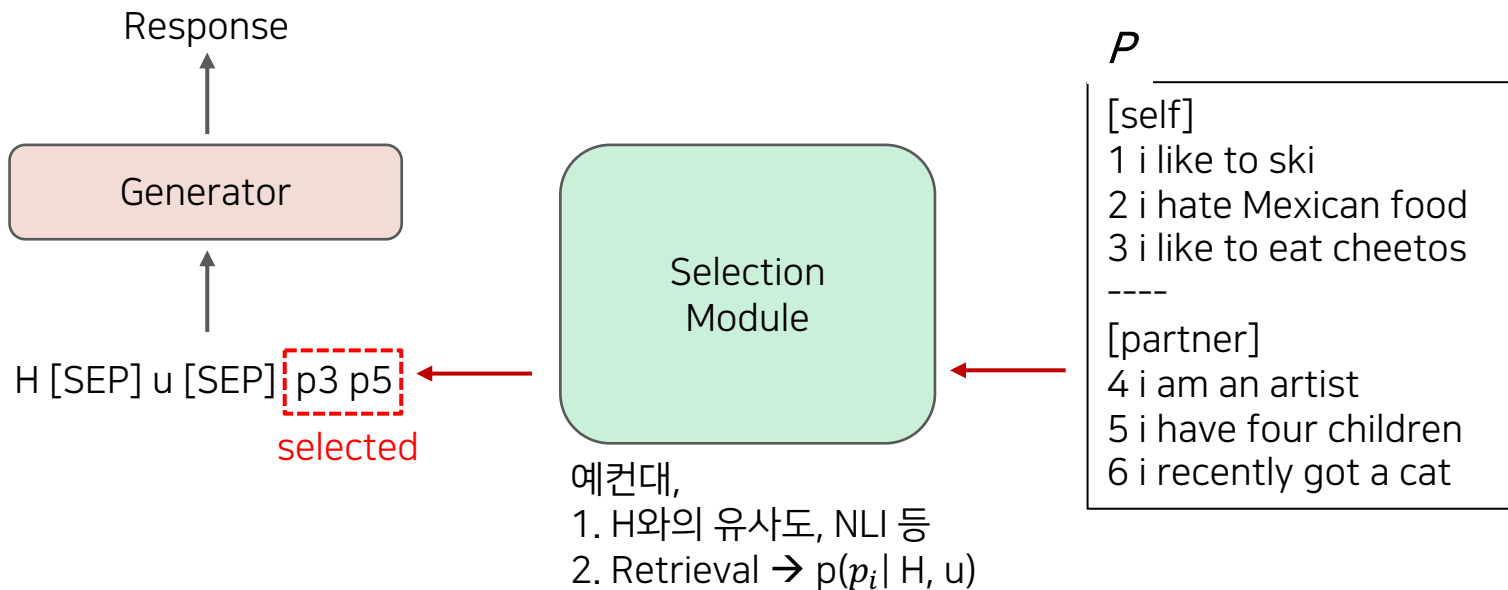 Response
Generator
H [SEP] u [SEP] p3 p5
selected
Selection
Module
예컨대,
1. H와의 유사도, NLI 등
2. Retrieval → p(𝑝𝑖| H, u)
P
[self]
1 i like to ski
2 i hate Mexican food
3 i like to eat cheetos
----
[partner]
4 i am an artist
5 i have four children
6 i recently got a cat